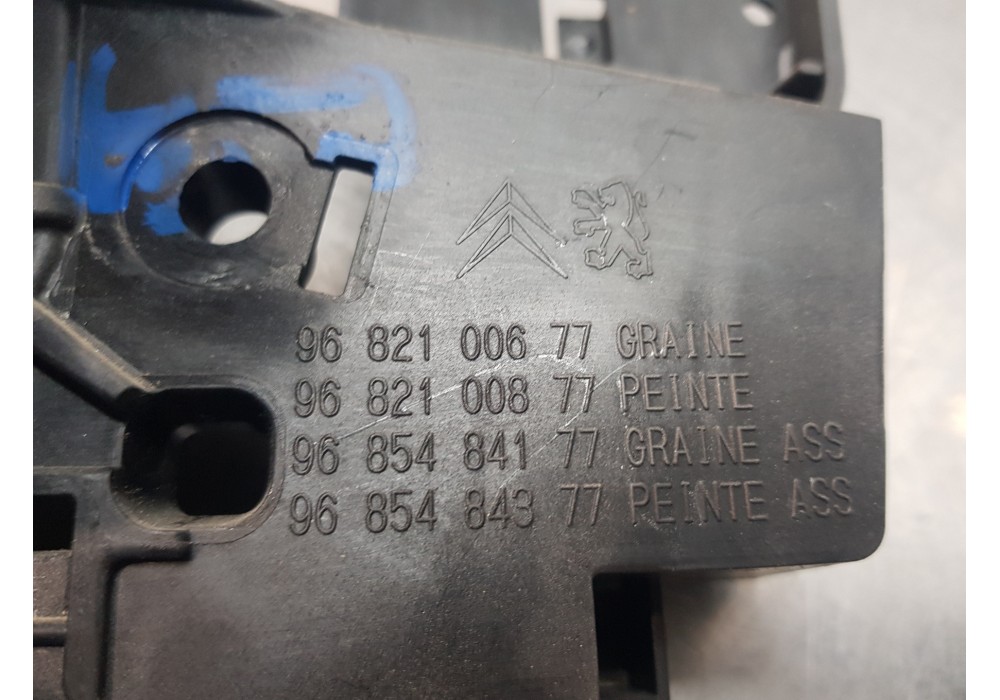 96 821 006 77 GRAINE
96 821 008 77 PEINTE
96 854 841 77 GRAINE ASS
96 854 843 77 PEINTE ASS